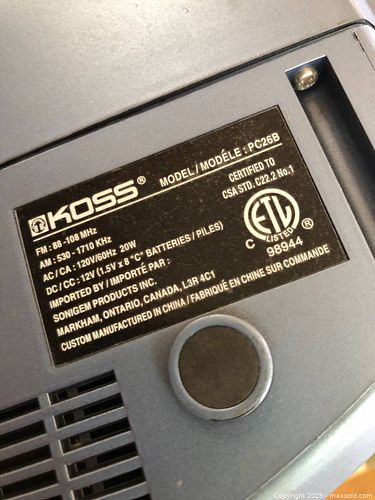 KOSS® MODEL / MODÈLE : PC26B
FM : 88 -108 MHz
AM : 530 - 1710 KHz
AC / CA : 120V/60Hz 20W
DC / CC : 12V (1.5V x 8 "C" BATTERIES / PILES)
IMPORTED BY / IMPORTÉ PAR :
SONIGEM PRODUCTS INC.
MARKHAM, ONTARIO, CANADA, L3R 4C1
CUSTOM MANUFACTURED IN CHINA / FABRIQUÉ EN CHINE SUR COMMANDE
CERTIFIED TO
CSA STD. C22.2 No.1
ETL
C LISTED ®
98944
Copyright 2025 - maxsold.com